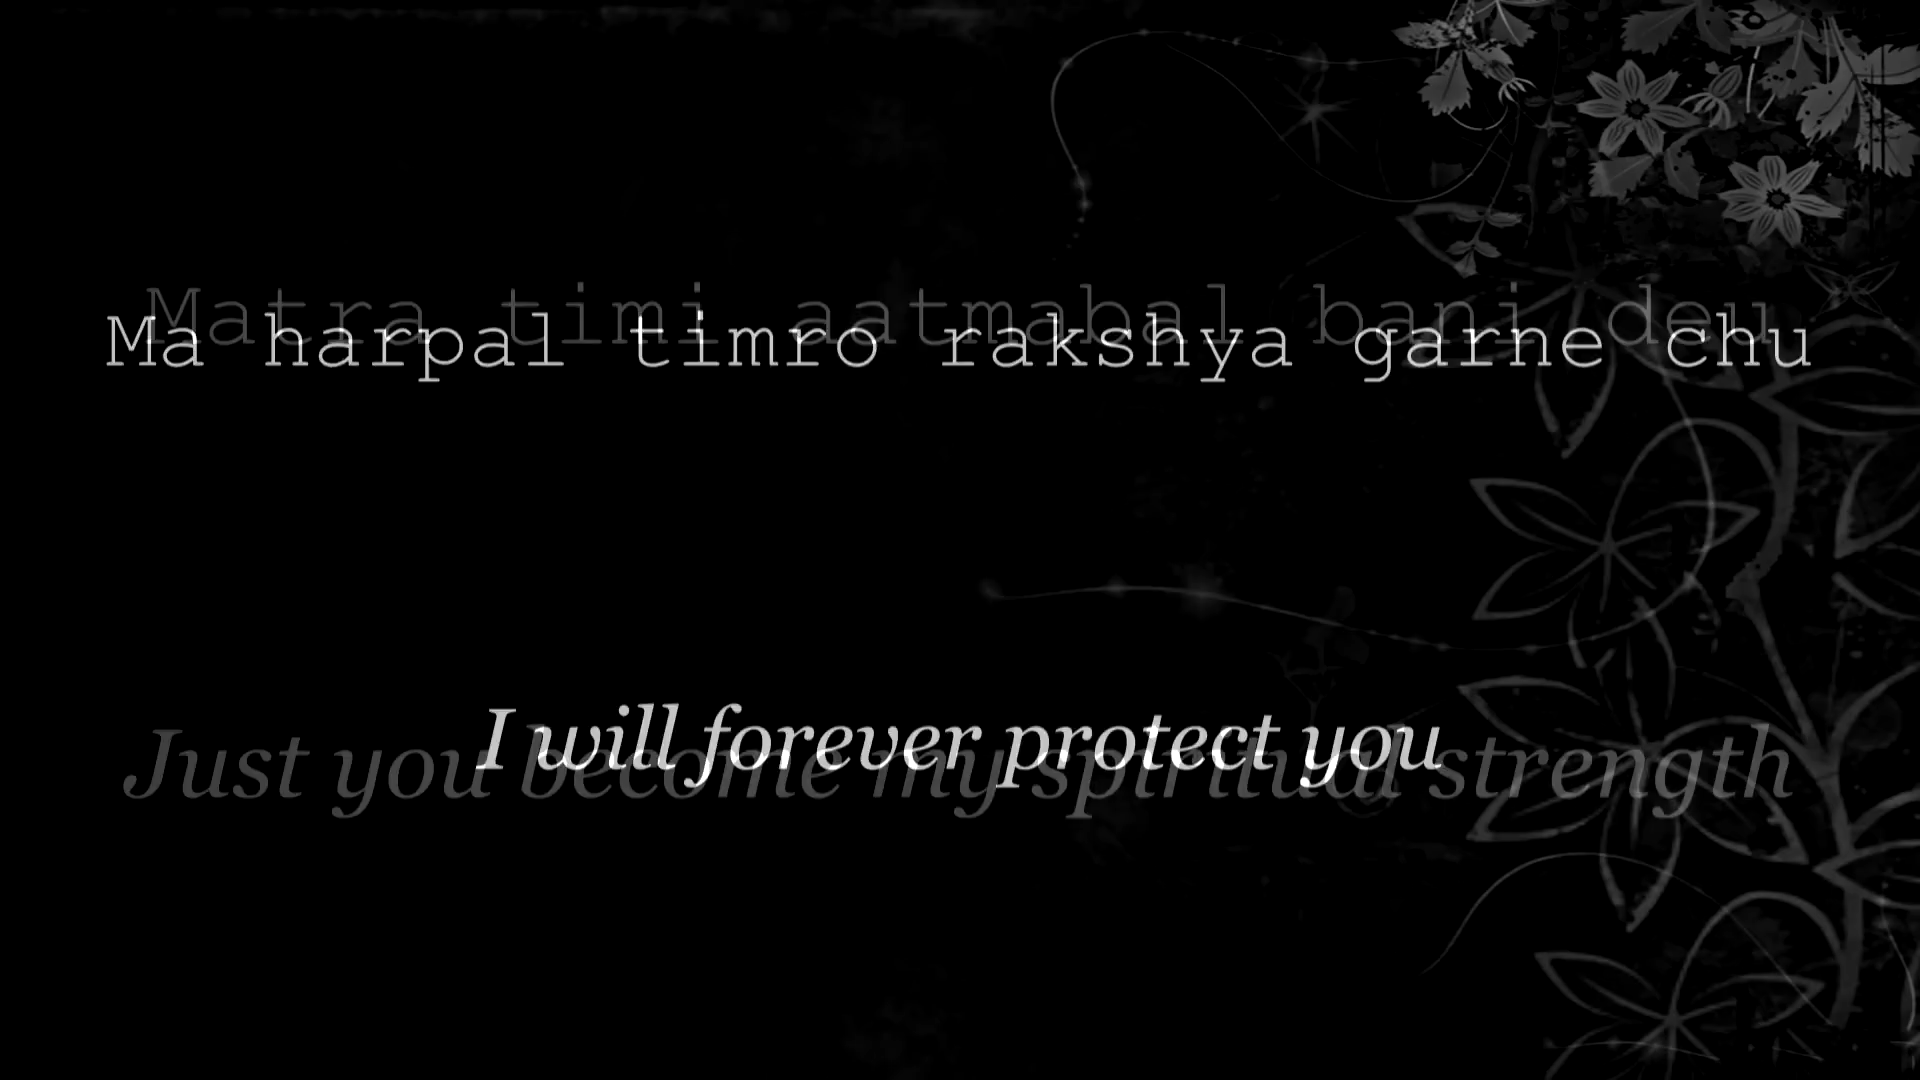 Matra timi aatmabal bani deu
Ma harpal timro rakshya garne chu
I will forever protect you
Just you become my spiritual strength